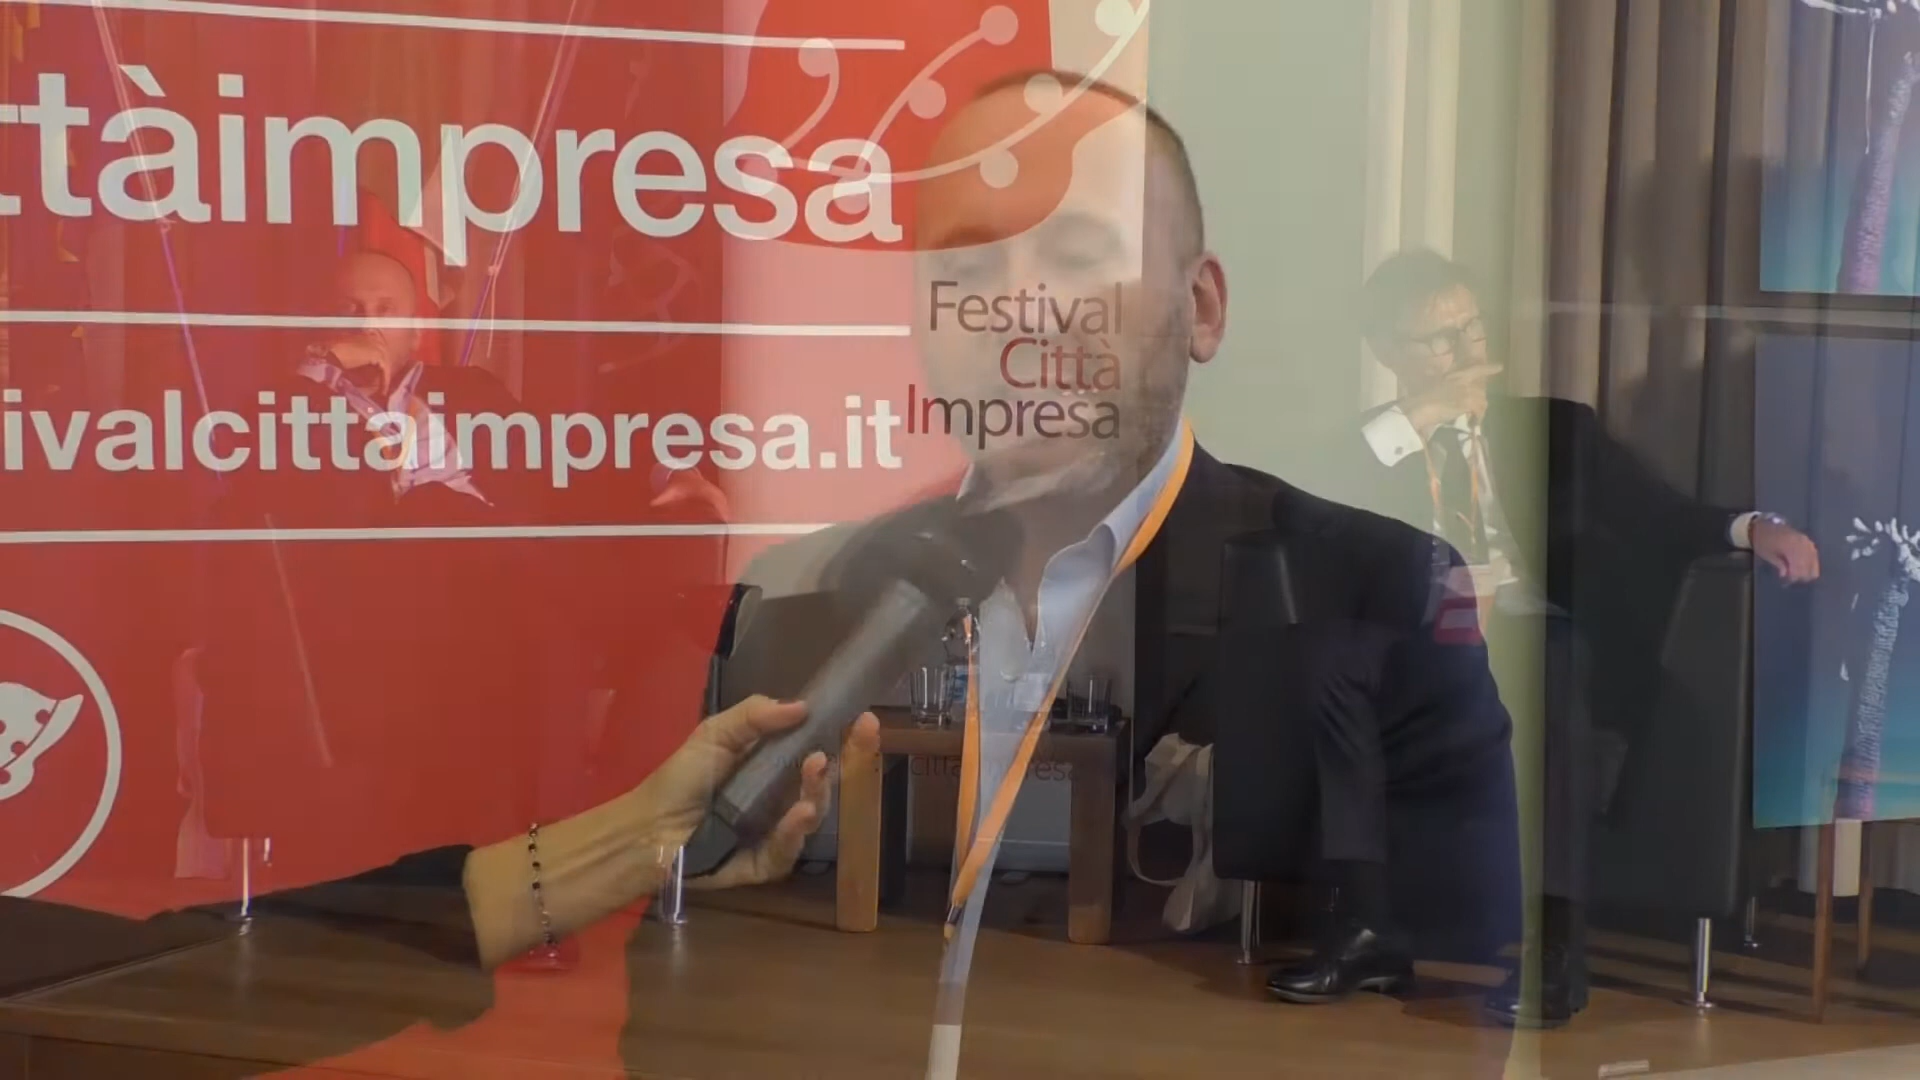 ttàimpresa
ivalcittaimpresa.it
Festival
Città
Impresa